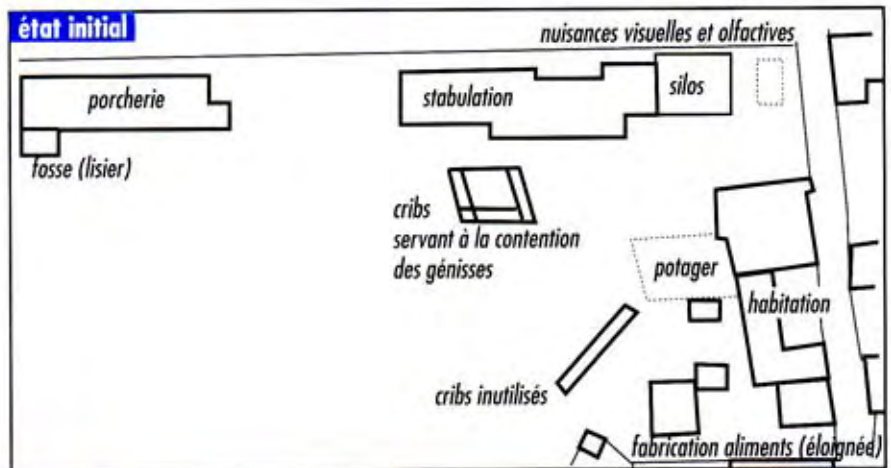 état initial
nuisances visuelles et olfactives
porcherie
stabulation
silos
fosse (lisier)
cribs
servant à la contention
des génisses
potager
habitation
cribs inutilisés
fabrication aliments (éloignée)